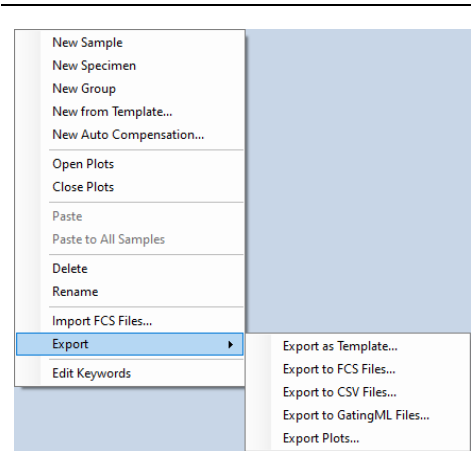 New Sample
New Specimen
New Group
New from Template...
New Auto Compensation...
Open Plots
Close Plots
Paste
Paste to All Samples
Delete
Rename
Import FCS Files...
Export
Edit Keywords
Export as Template...
Export to FCS Files...
Export to CSV Files...
Export to GatingML Files...
Export Plots...